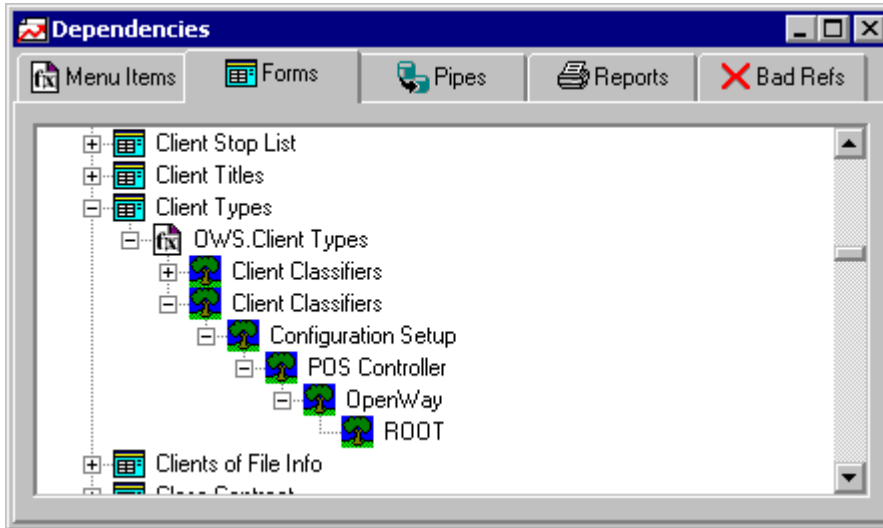 Dependencies
Menu Items Forms Pipes Reports Bad Refs
Client Stop List
Client Titles
Client Types
OWS.Client Types
Client Classifiers
Client Classifiers
Configuration Setup
POS Controller
OpenWay
ROOT
Clients of File Info